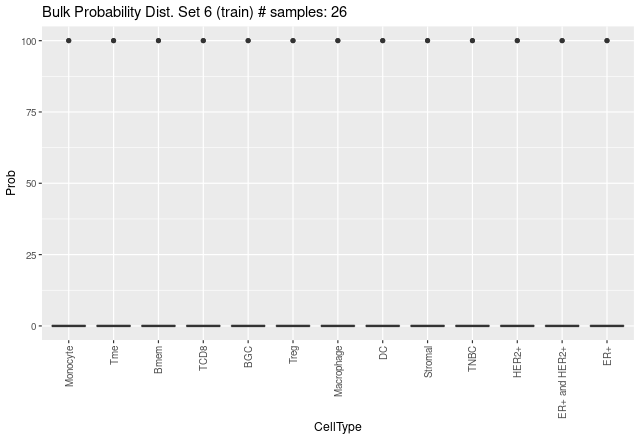 Bulk Probability Dist. Set 6 (train) # samples: 26
Prob
100
75
50
25
0
Monocyte
Tme
Bmem
TCD8
BGC
Treg
Macrophage
DC
Stromal
TNBC
HER2+
ER+ and HER2+
ER+
CellType